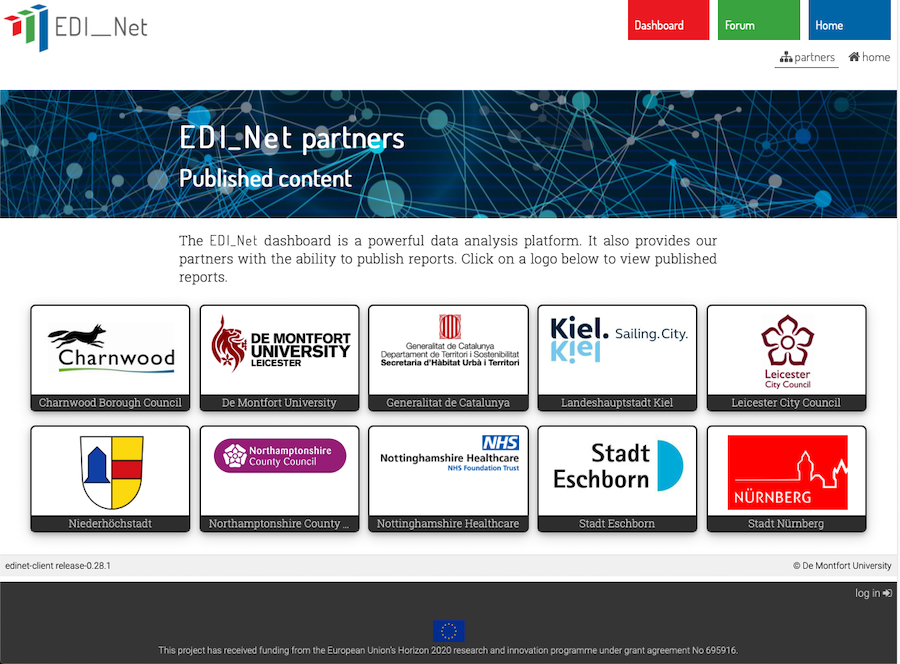 EDI_Net
Dashboard
Forum
Home
partners
home
EDI_Net partners
Published content
The EDI_Net dashboard is a powerful data analysis platform. It also provides our
partners with the ability to publish reports. Click on a logo below to view published
reports.
Charnwood
Charnwood Borough Council
DE MONTFORT
UNIVERSITY
LEICESTER
De Montfort University
Generalitat de Catalunya
Departament de Territori i Sostenibilitat
Secretaria d'Hàbitat Urbà i Territori
Generalitat de Catalunya
Kiel. Sailing.City.
Kiel
Landeshauptstadt Kiel
Leicester
City Council
Leicester City Council
Niederhöchstadt
Northamptonshire
County Council
Northamptonshire County ...
NHS
Nottinghamshire Healthcare
NHS Foundation Trust
Nottinghamshire Healthcare
Stadt
Eschborn
Stadt Eschborn
NÜRNBERG
Stadt Nürnberg
edinet-client release-0.28.1
© De Montfort University
log in
This project has received funding from the European Union's Horizon 2020 research and innovation programme under grant agreement No 695916.